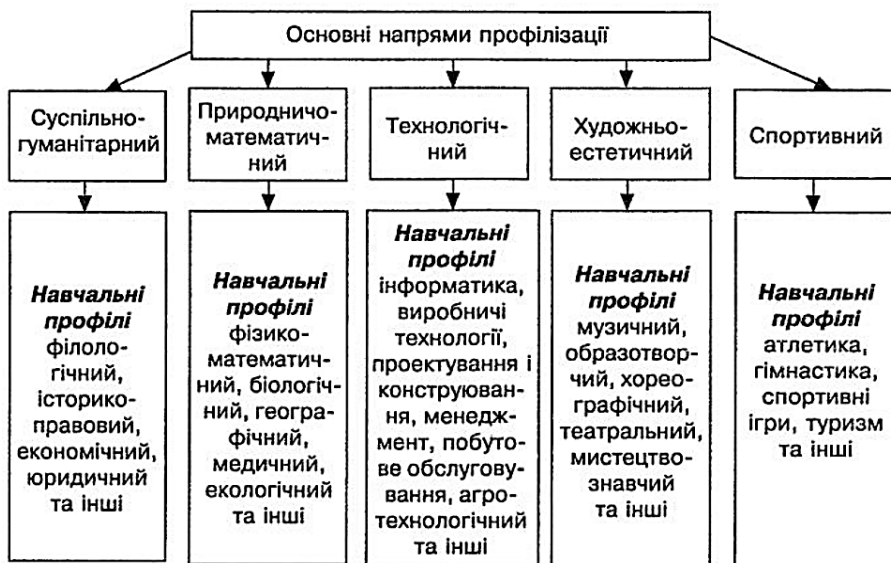 Основні напрями профілізації
Суспільно-
гуманітарний
Природничо-
математич-
ний
Технологіч-
ний
Художньо-
естетичний
Спортивний
Навчальні
профілі
філоло-
гічний,
історико-
правовий,
економічний,
юридичний
та інші
Навчальні
профілі
фізико-
математич-
ний, біологіч-
ний, геогра-
фічний,
медичний,
екологічний
та інші
Навчальні
профілі
інформатика,
виробничі
технології,
проектування і
конструюван-
ня, менедж-
мент, побуто-
ве обслугову-
вання, агро-
технологічний
та інші
Навчальні
профілі
музичний,
образотвор-
чий, хорео-
графічний,
театральний,
мистецтво-
знавчий
та інші
Навчальні
профілі
атлетика,
гімнастика,
спортивні
ігри, туризм
та інші